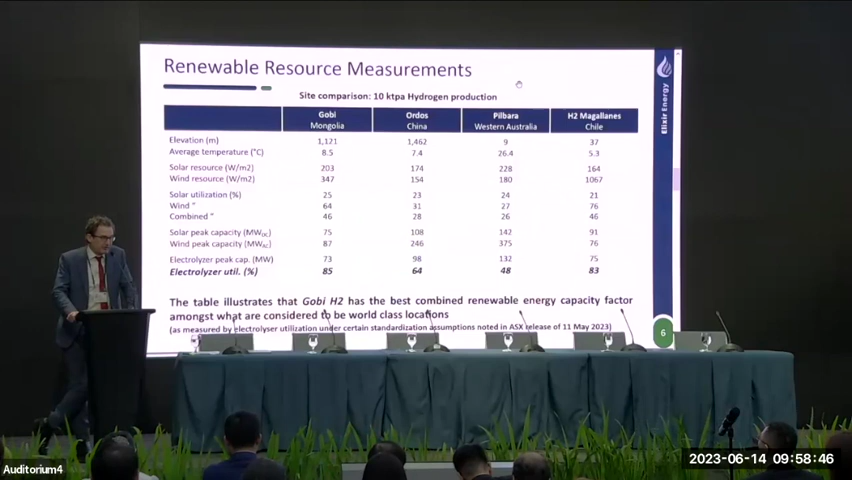 Renewable Resource Measurements
Site comparison: 10 ktpa Hydrogen production
Gobi Ordos Pilbara H2 Magallanes
Mongolia China Western Australia Chile
Elevation (m) 1,121 1,462 9 37
Average temperature (°C) 8.5 7.4 26.4 5.3
Solar resource (W/m2) 203 174 228 164
Wind resource (W/m2) 347 154 180 1067
Solar utilization (%) 25 23 24 21
Wind " 64 31 27 76
Combined " 46 28 26 46
Solar peak capacity (MWDC) 75 108 142 91
Wind peak capacity (MWAC) 87 246 375 76
Electrolyzer peak cap. (MW) 73 98 132 75
Electrolyzer util. (%) 85 64 48 83
The table illustrates that Gobi H2 has the best combined renewable energy capacity factor
amongst what are considered to be world class locations
(as measured by electrolyser utilization under certain standardization assumptions noted in ASX release of 11 May 2023)
Elixir Energy
6
Auditorium4
2023-06-14 09:58:46